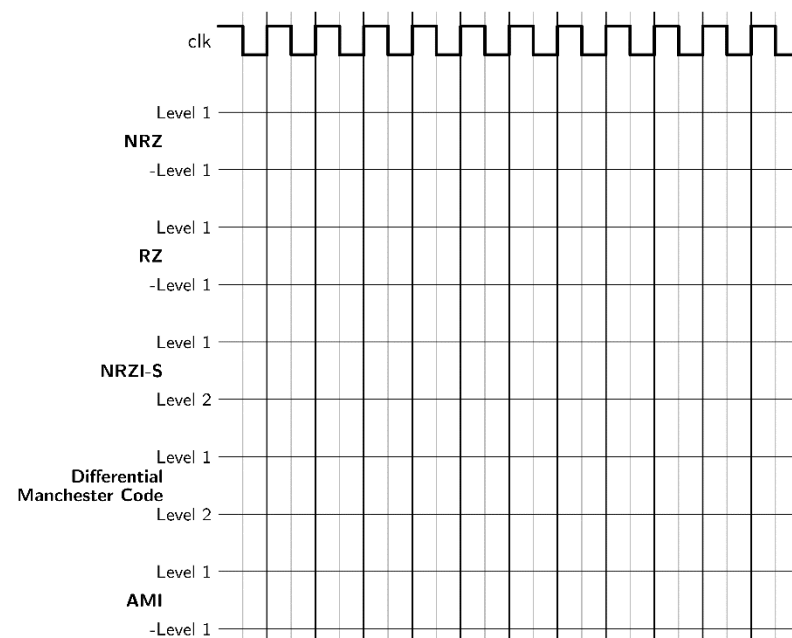 clk
Level 1
NRZ
-Level 1
Level 1
RZ
-Level 1
Level 1
NRZI-S
Level 2
Level 1
Differential
Manchester Code
Level 2
Level 1
AMI
-Level 1